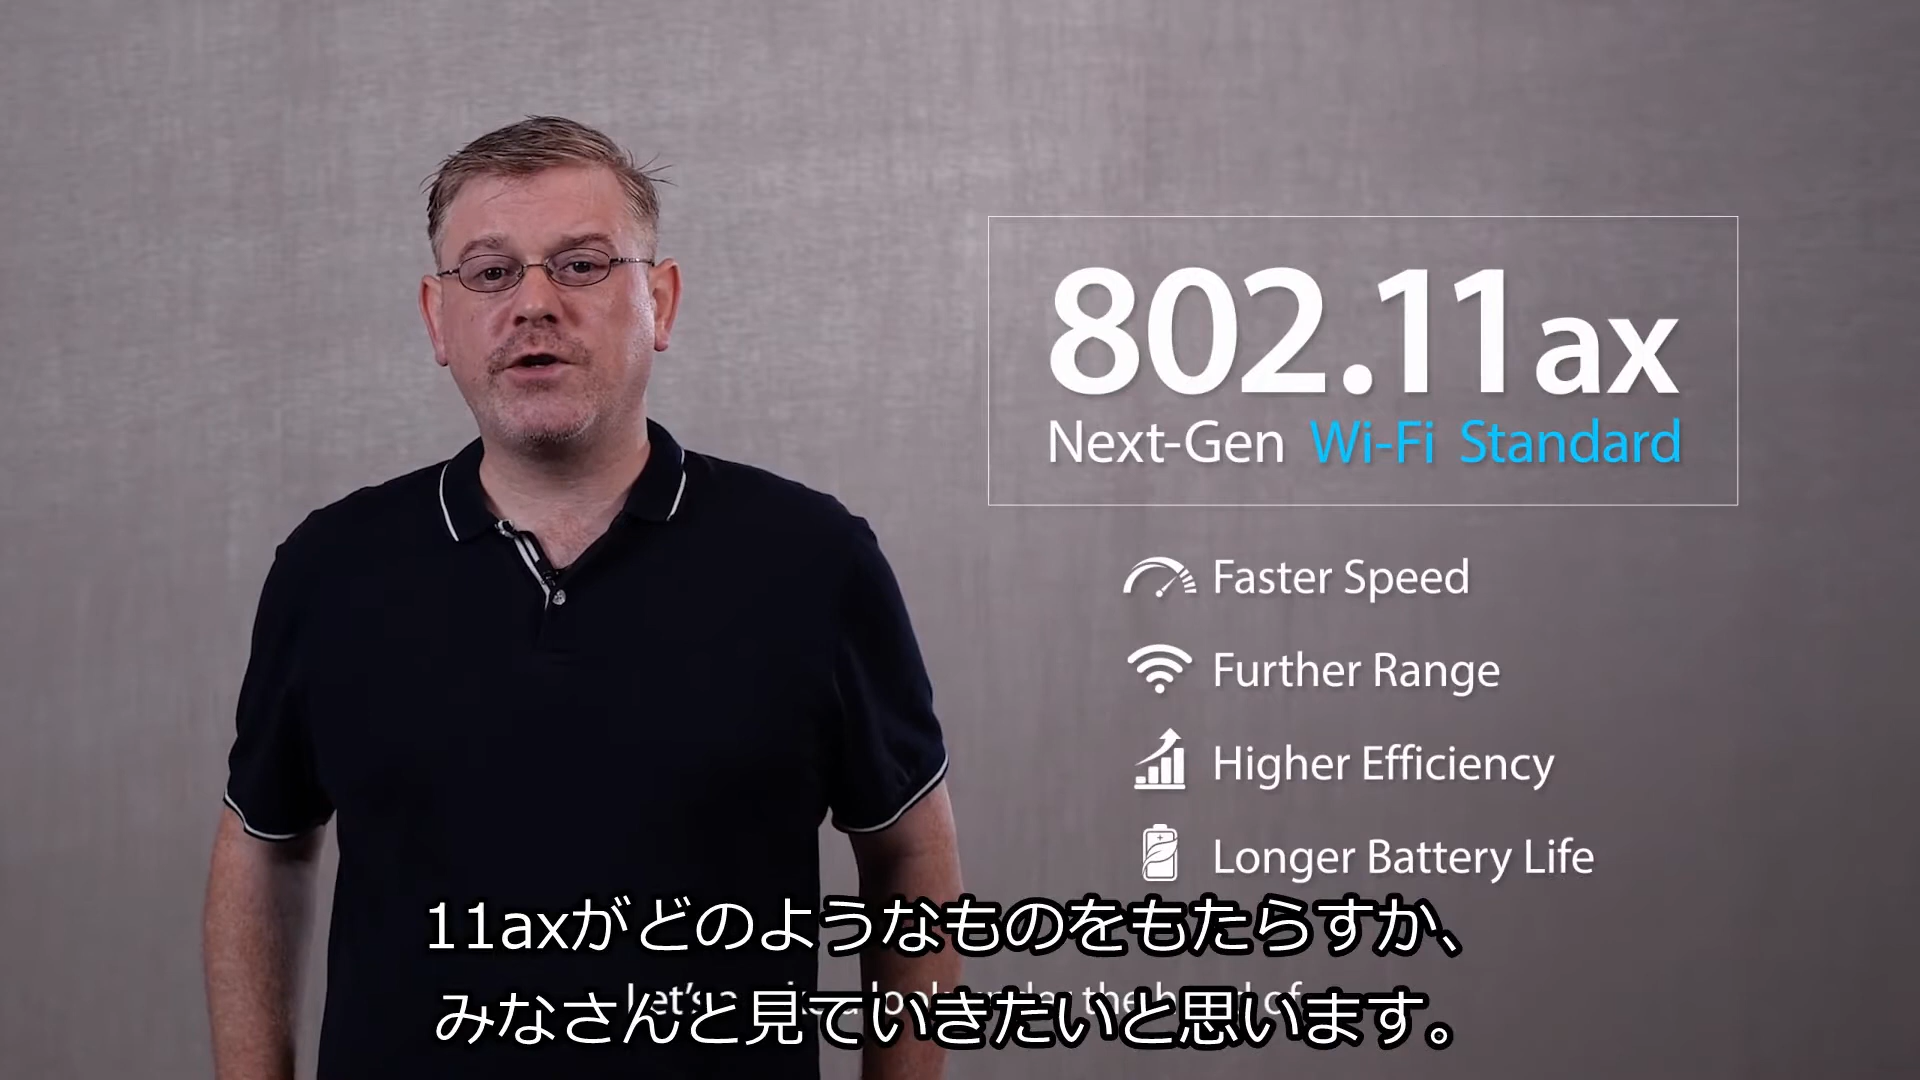 802.11ax
Next-Gen Wi-Fi Standard
Faster Speed
Further Range
Higher Efficiency
Longer Battery Life
11axがどのようなものをもたらすか、
みなさんと見ていきたいと思います。
Let's